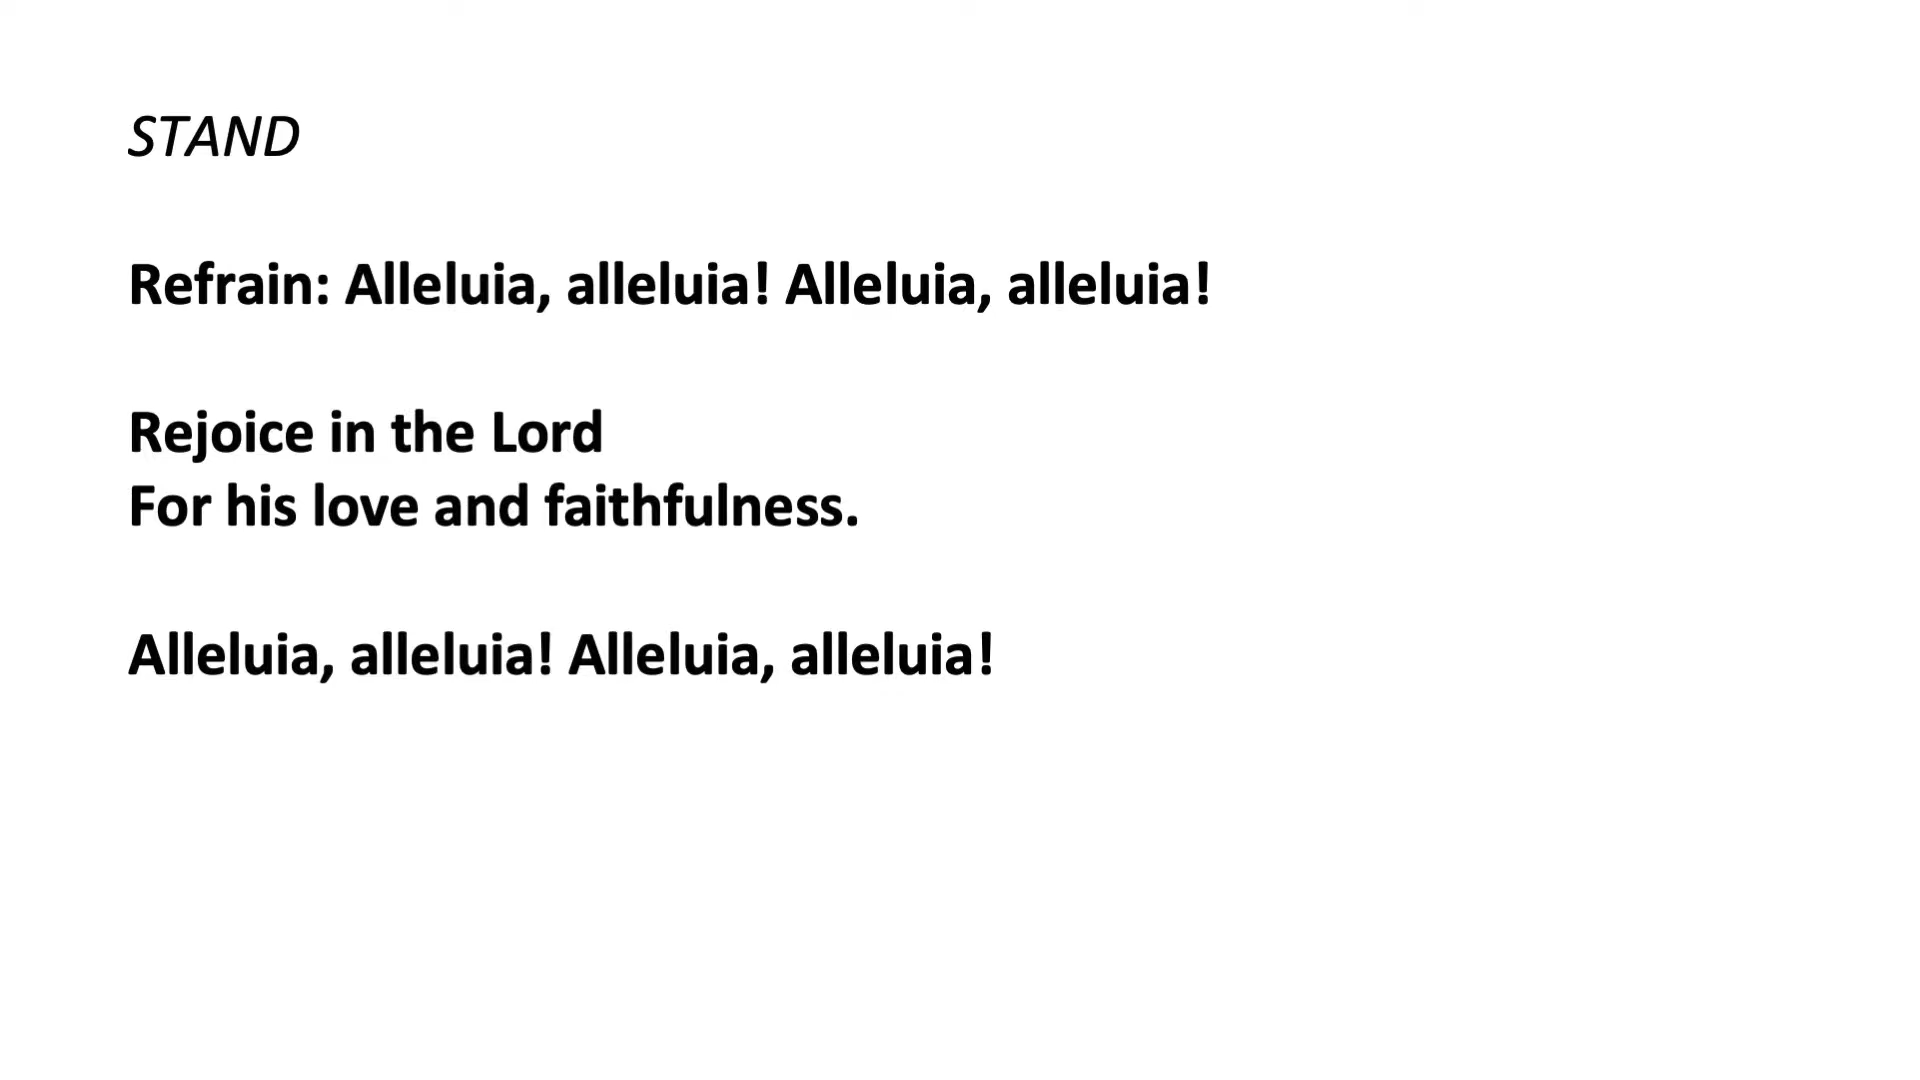 STAND
Refrain: Alleluia, alleluia! Alleluia, alleluia!
Rejoice in the Lord
For his love and faithfulness.
Alleluia, alleluia! Alleluia, alleluia!